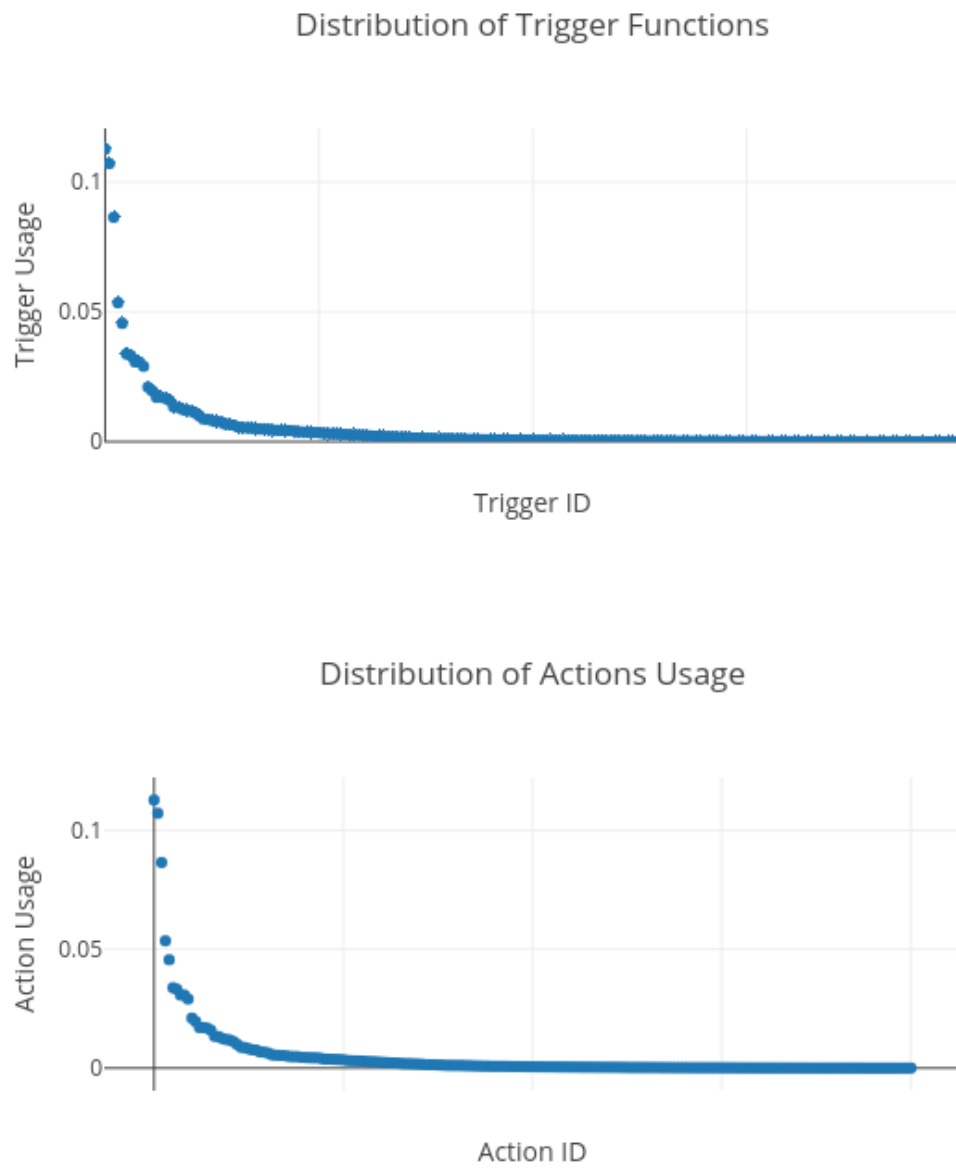 Distribution of Trigger Functions
Trigger Usage
0.1
0.05
0
Trigger ID
Distribution of Actions Usage
Action Usage
0.1
0.05
0
Action ID